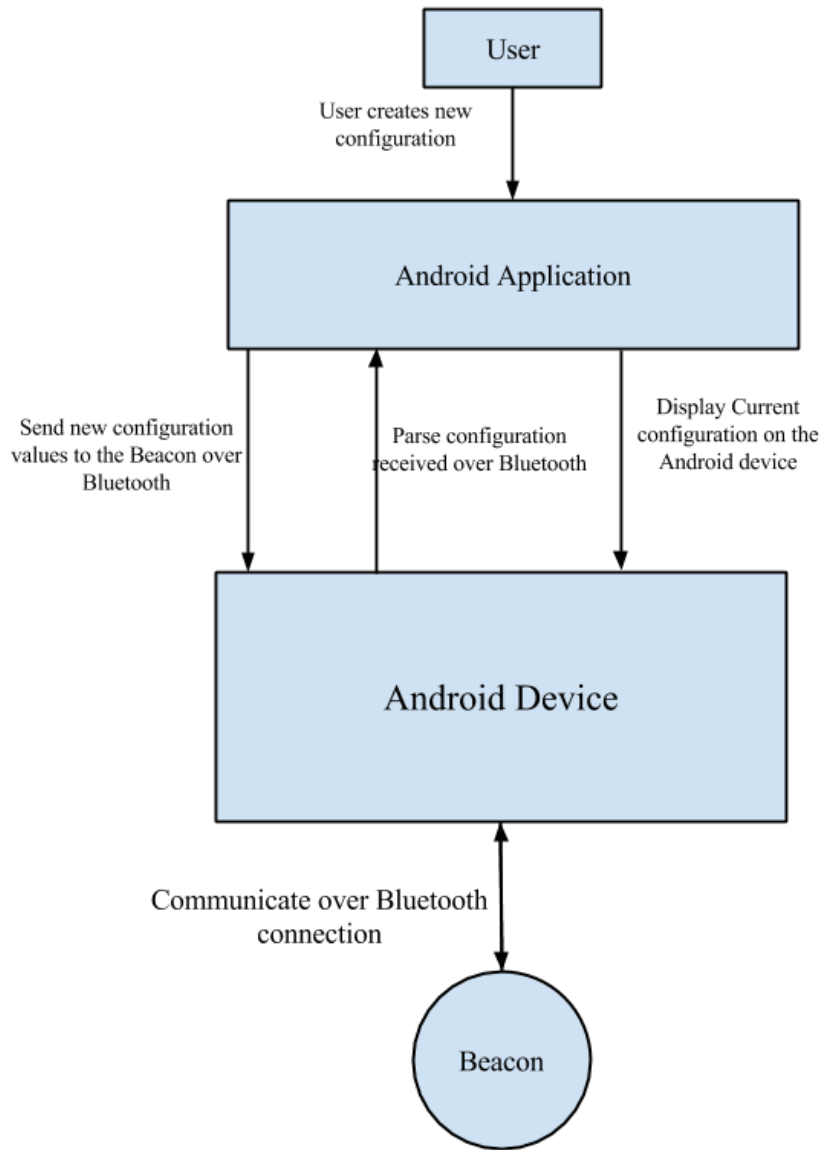 User
User creates new
configuration
Android Application
Send new configuration
values to the Beacon over
Bluetooth
Parse configuration
received over Bluetooth
Display Current
configuration on the
Android device
Android Device
Communicate over Bluetooth
connection
Beacon